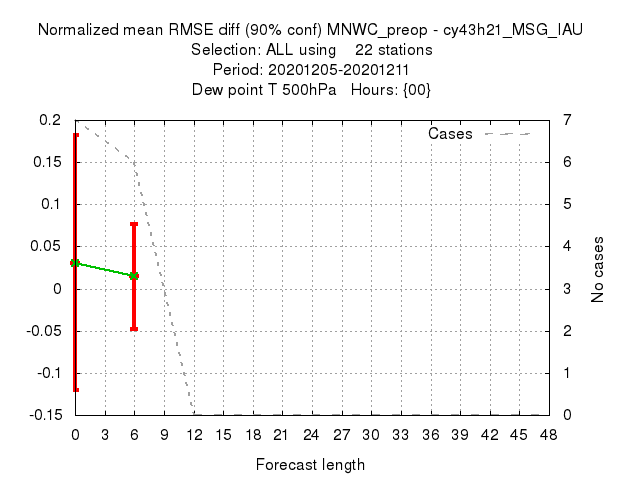 Normalized mean RMSE diff (90% conf) MNWC_preop - cy43h21_MSG_IAU
Selection: ALL using    22 stations
Period: 20201205-20201211
Dew point T 500hPa   Hours: {00}
Cases
0.2
0.15
0.1
0.05
0
-0.05
-0.1
-0.15
7
6
5
4
3
2
1
0
No cases
0 3 6 9 12 15 18 21 24 27 30 33 36 39 42 45 48
Forecast length